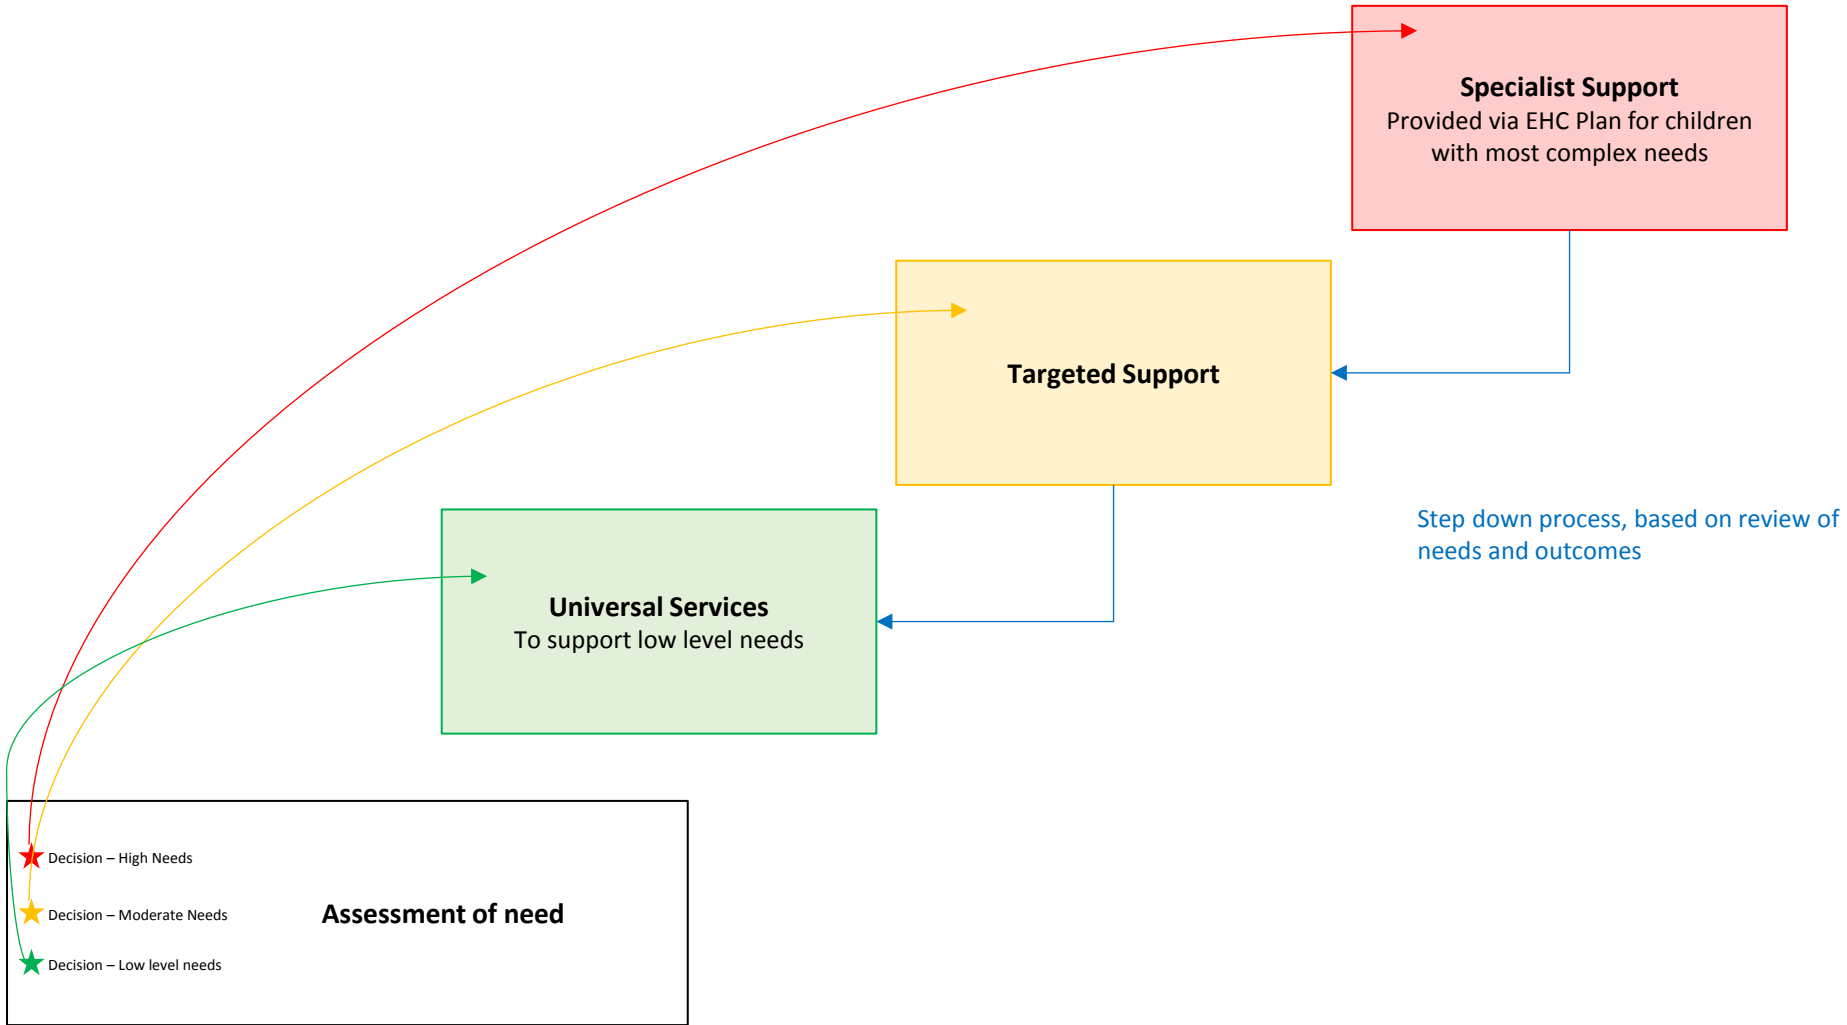 Specialist Support
Provided via EHC Plan for children
with most complex needs
Targeted Support
Step down process, based on review of
needs and outcomes
Universal Services
To support low level needs
Decision – High Needs
Decision – Moderate Needs
Assessment of need
Decision – Low level needs